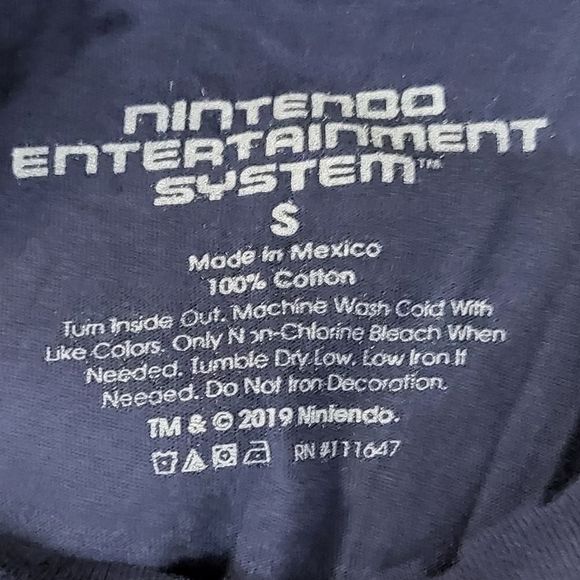 NINTENDO
ENTERTAINMENT
SYSTEM™
S
Made in Mexico
100% Cotton
Turn Inside Out. Machine Wash Cold With
Like Colors. Only Non-Chlorine Bleach When
Needed. Tumble Dry Low. Low Iron If
Needed. Do Not Iron Decoration.
TM & © 2019 Nintendo.
RN #111647